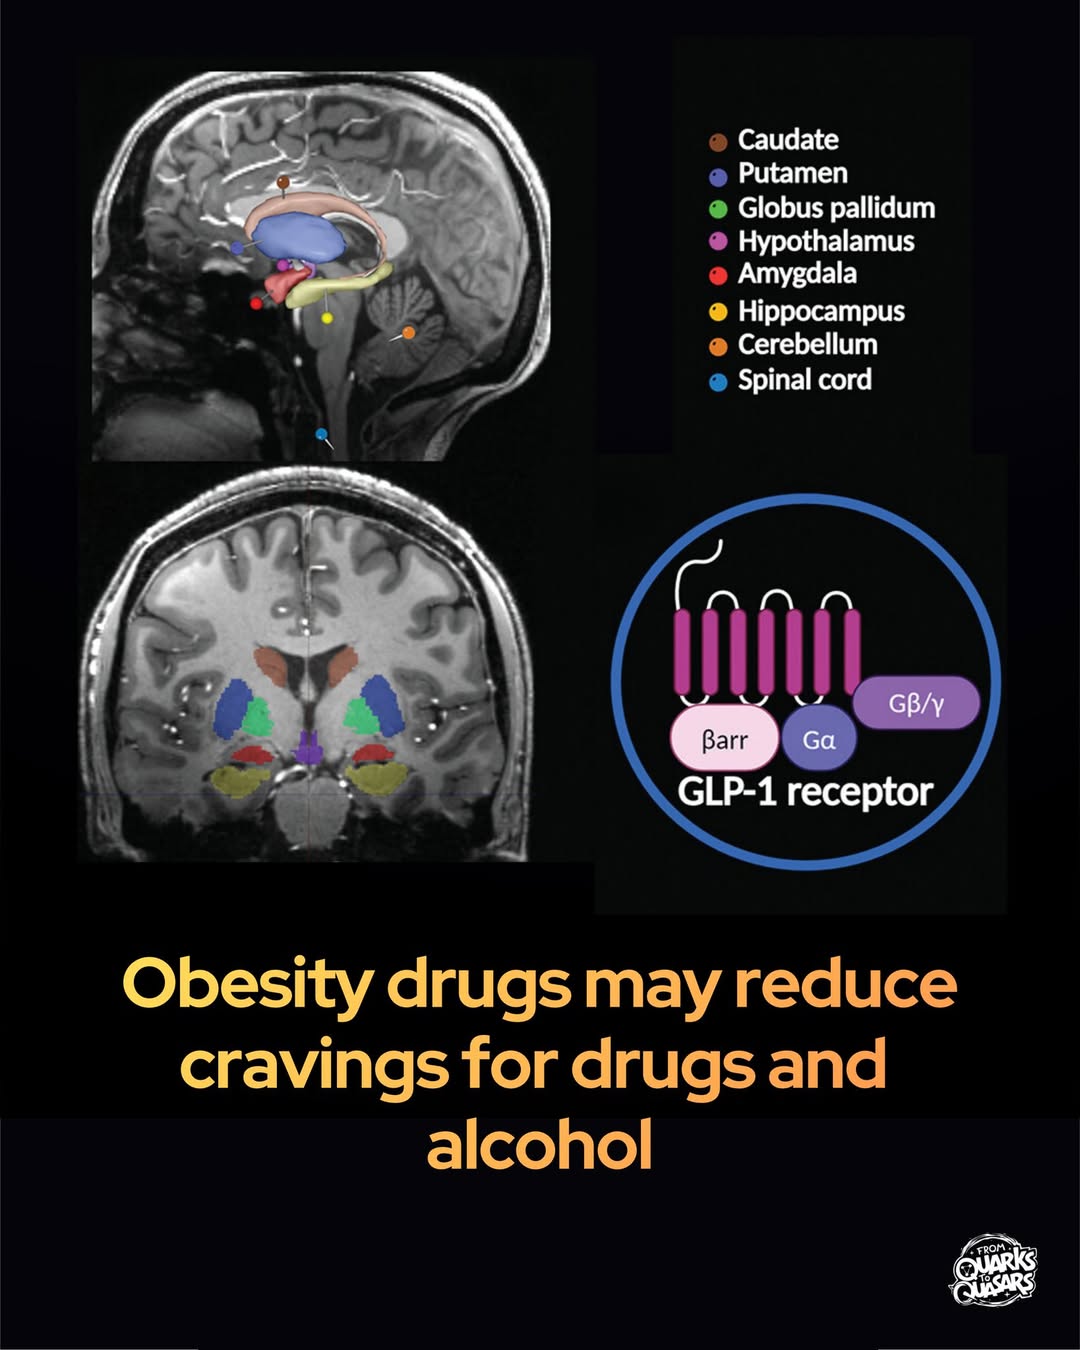 Caudate
Putamen
Globus pallidum
Hypothalamus
Amygdala
Hippocampus
Cerebellum
Spinal cord
Gβ/γ
βarr
Gα
GLP-1 receptor
Obesity drugs may reduce
cravings for drugs and
alcohol
FROM
QUARKS
TO
QUASARS